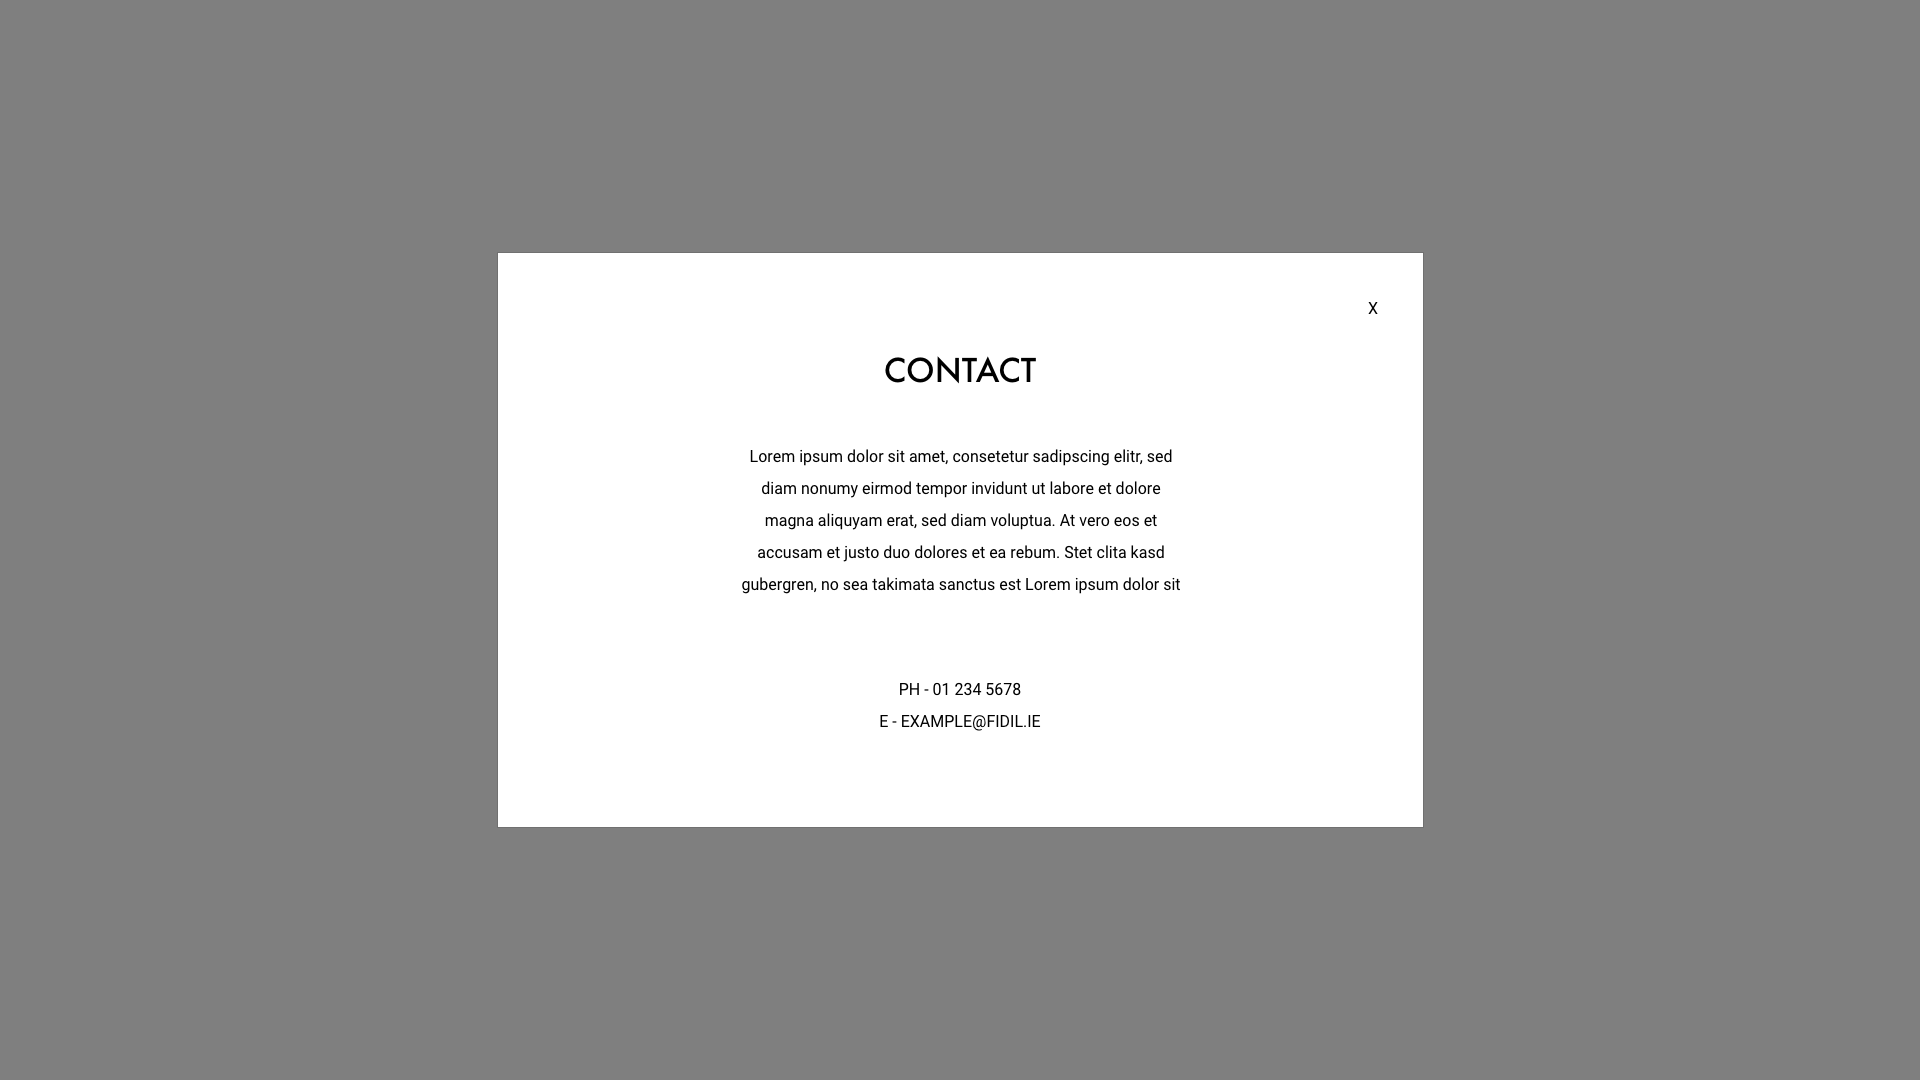 X
CONTACT
Lorem ipsum dolor sit amet, consetetur sadipscing elitr, sed
diam nonumy eirmod tempor invidunt ut labore et dolore
magna aliquyam erat, sed diam voluptua. At vero eos et
accusam et justo duo dolores et ea rebum. Stet clita kasd
gubergren, no sea takimata sanctus est Lorem ipsum dolor sit
PH - 01 234 5678
E - EXAMPLE@FIDIL.IE